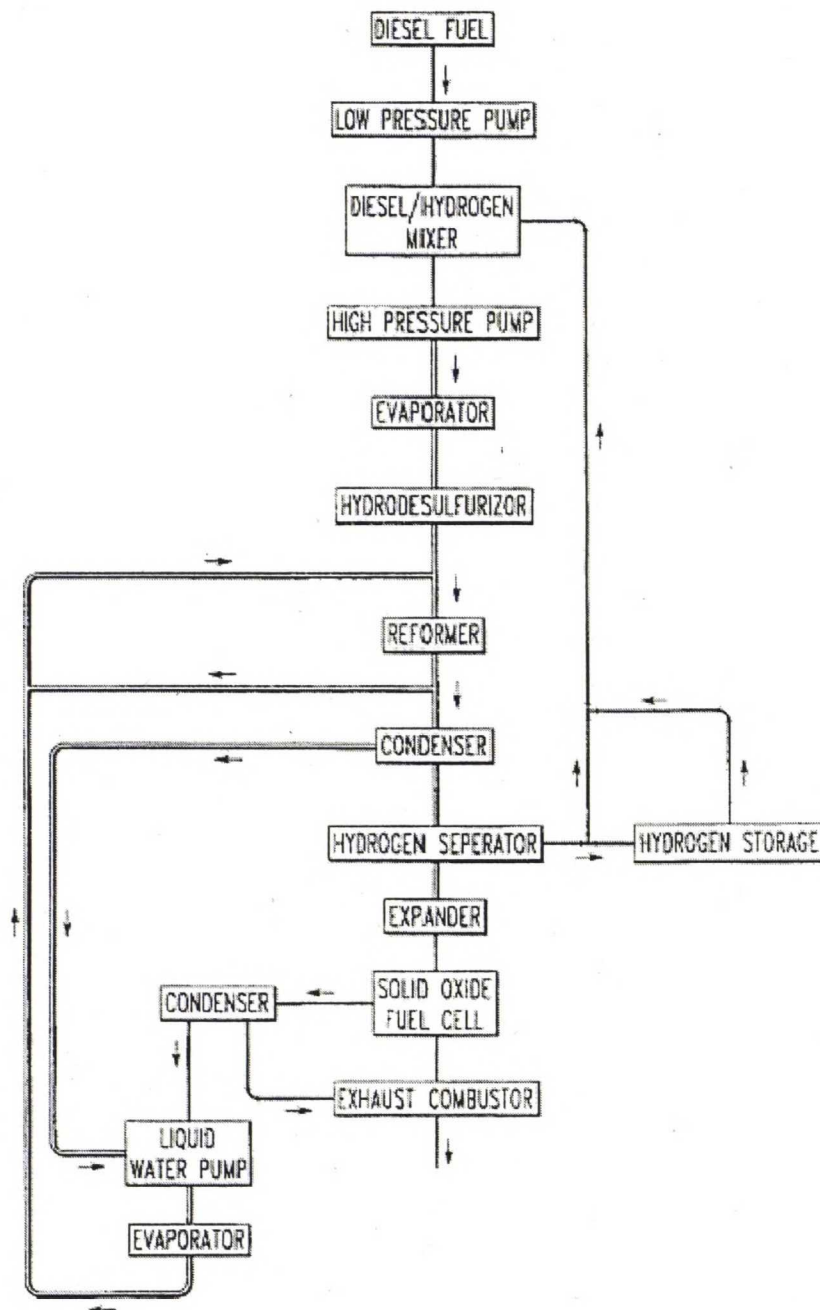 DIESEL FUEL
LOW PRESSURE PUMP
DIESEL/HYDROGEN
MIXER
HIGH PRESSURE PUMP
EVAPORATOR
HYDRODESULFURIZOR
REFORMER
CONDENSER
HYDROGEN SEPERATOR
HYDROGEN STORAGE
EXPANDER
SOLID OXIDE
FUEL CELL
CONDENSER
EXHAUST COMBUSTOR
LIQUID
WATER PUMP
EVAPORATOR